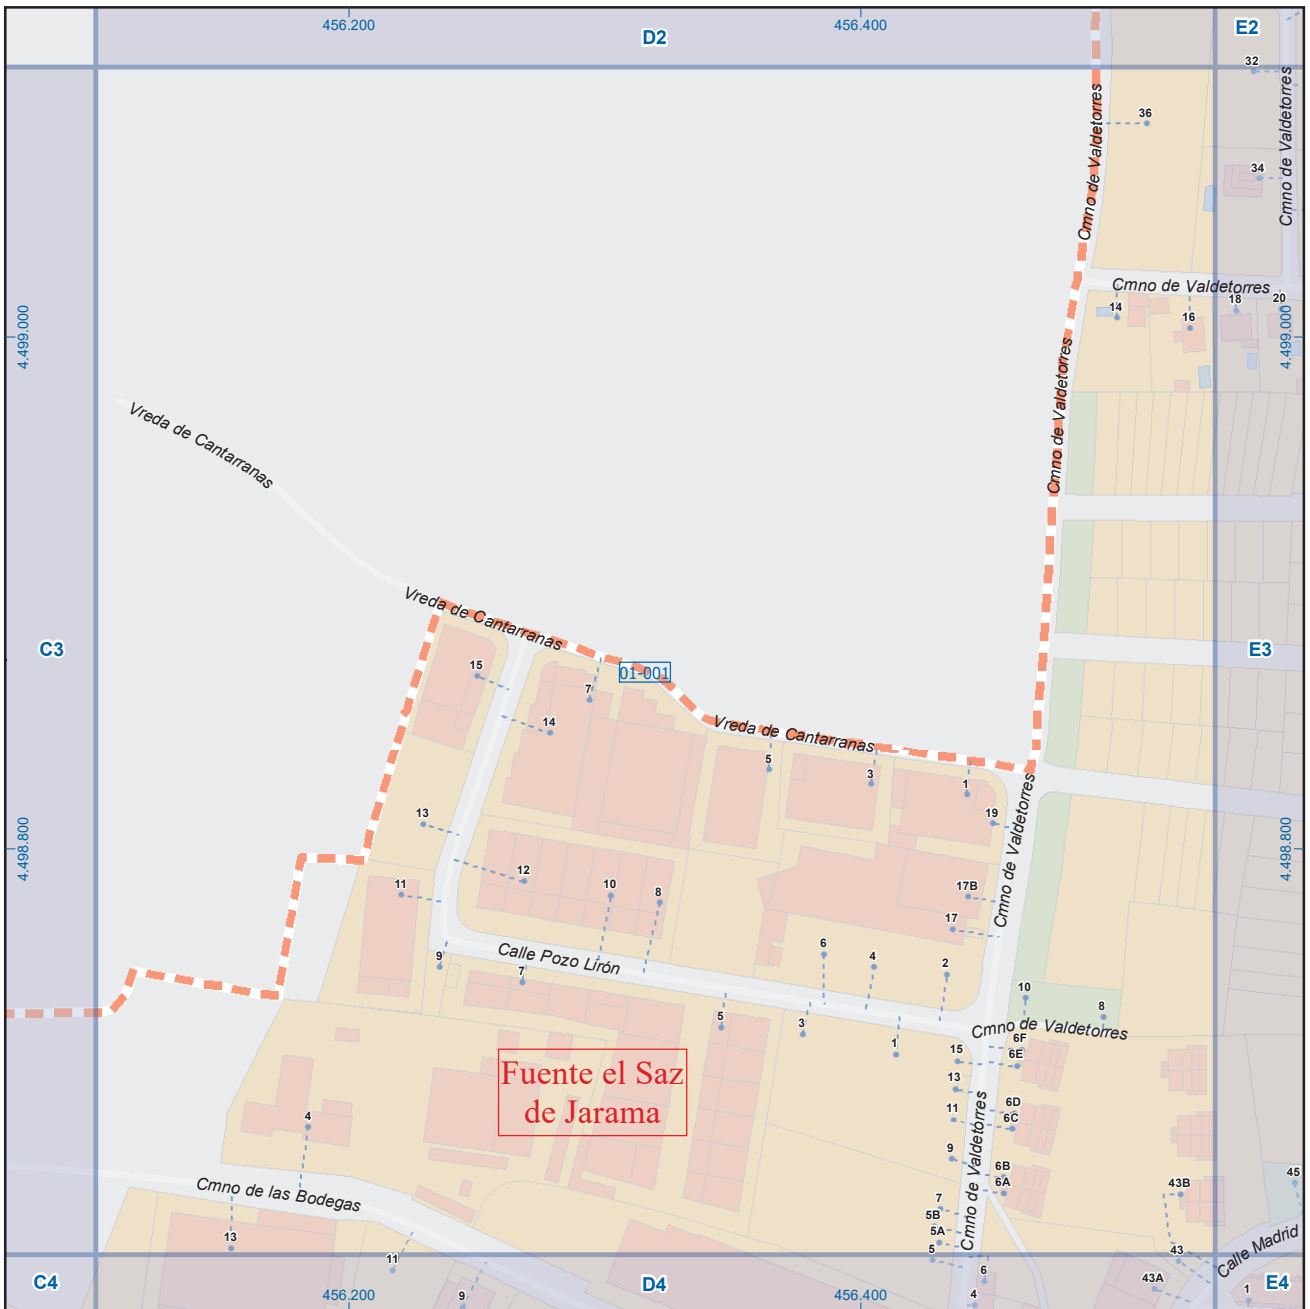 456.200
D2
456.400
E2
32
Cmno de Valdetorres
Cmno de Valdetorres
36
34
Cmno de Valdetorres
14
16
18
20
4.499.000
4.499.000
Cmno de Valdetorres
Vreda de Cantarranas
Vreda de Cantarranas
C3
E3
15
7
01-001
14
Vreda de Cantarranas
5
3
1
19
Cmno de Valdetorres
13
4.498.800
4.498.800
12
11
10
8
17B
17
Calle Pozo Lirón
9
7
6
4
2
10
8
5
3
1
Cmno de Valdetorres
15
6F
6E
Fuente el Saz
de Jarama
13
11
6D
6C
4
9
6B
6A
Cmno de Valdetorres
43B
45
Cmno de las Bodegas
7
5B
5A
5
13
11
43
Calle Madrid
C4
9
D4
6
4
43A
1
E4
456.200
456.400